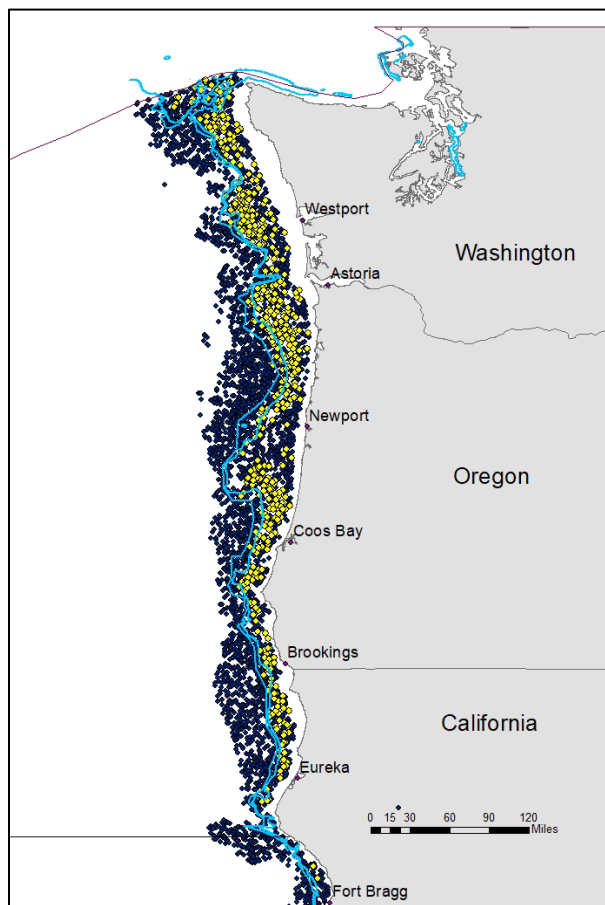 Westport
Washington
Astoria
Newport
Oregon
Coos Bay
Brookings
California
Eureka
0 15 30 60 90 120
Miles
Fort Bragg